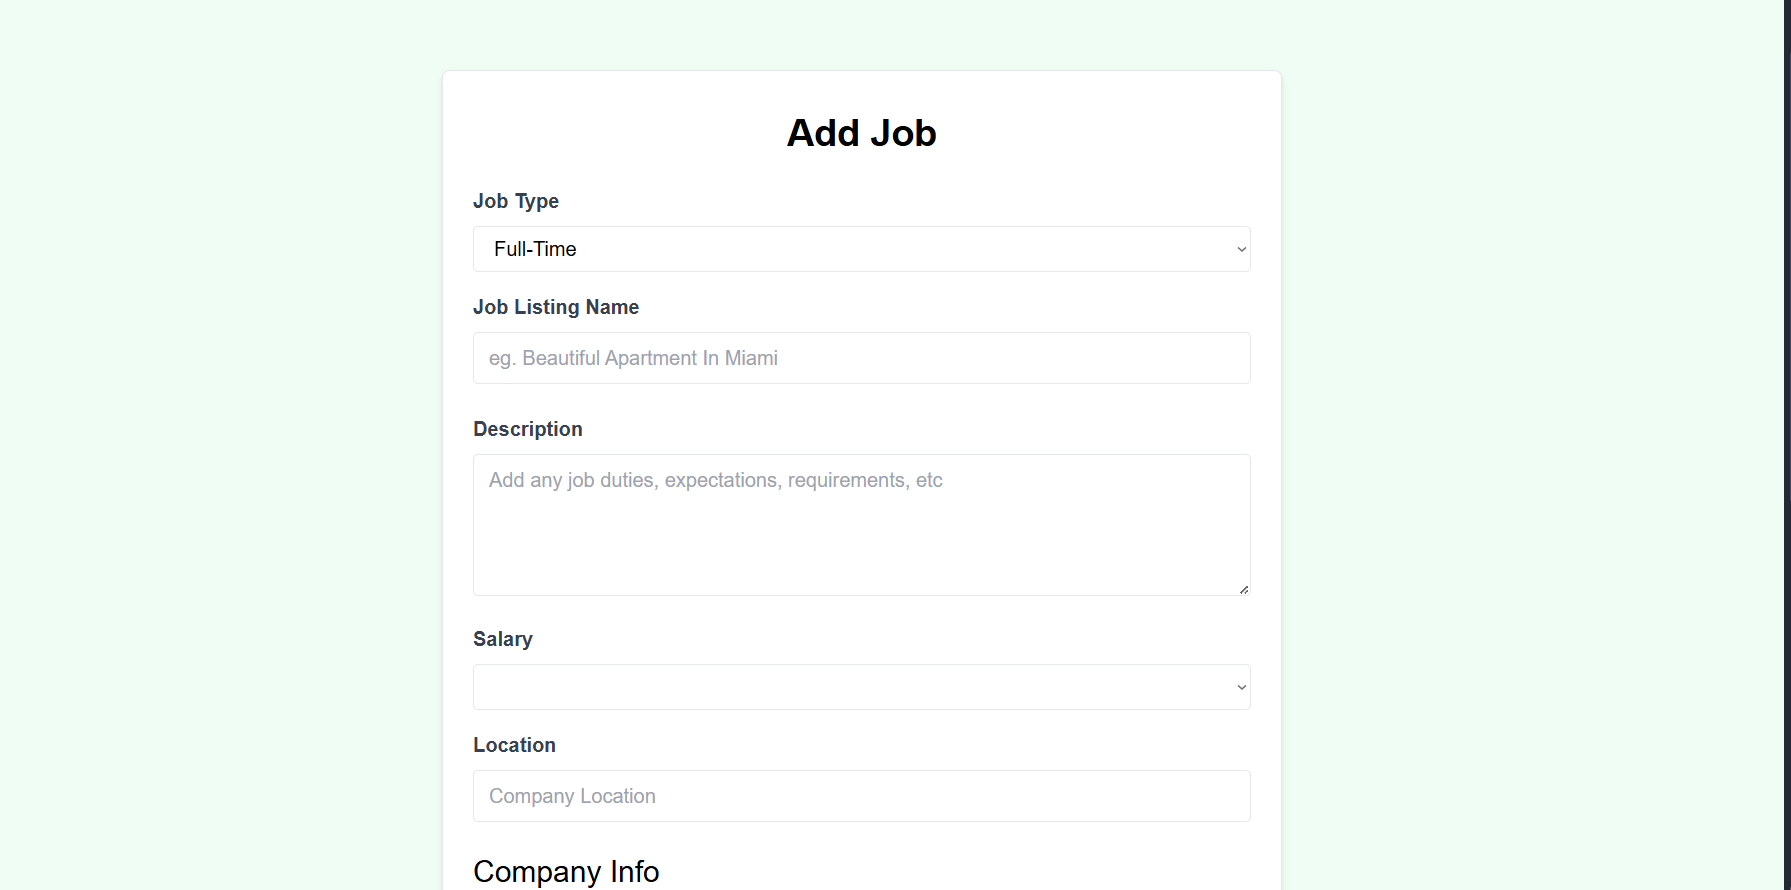 Add Job
Job Type
Full-Time
Job Listing Name
eg. Beautiful Apartment In Miami
Description
Add any job duties, expectations, requirements, etc
Salary
Location
Company Location
Company Info